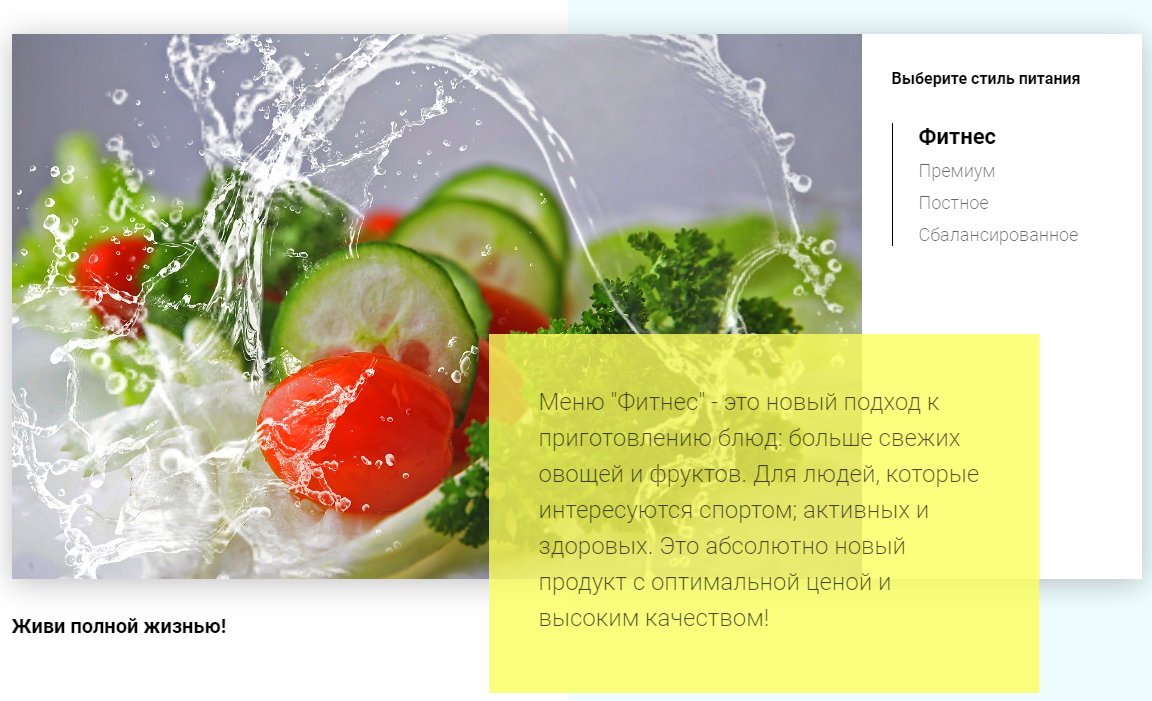 Выберите стиль питания
Фитнес
Премиум
Постное
Сбалансированное
Меню "Фитнес" - это новый подход к
приготовлению блюд: больше свежих
овощей и фруктов. Для людей, которые
интересуются спортом; активных и
здоровых. Это абсолютно новый
продукт с оптимальной ценой и
высоким качеством!
Живи полной жизнью!